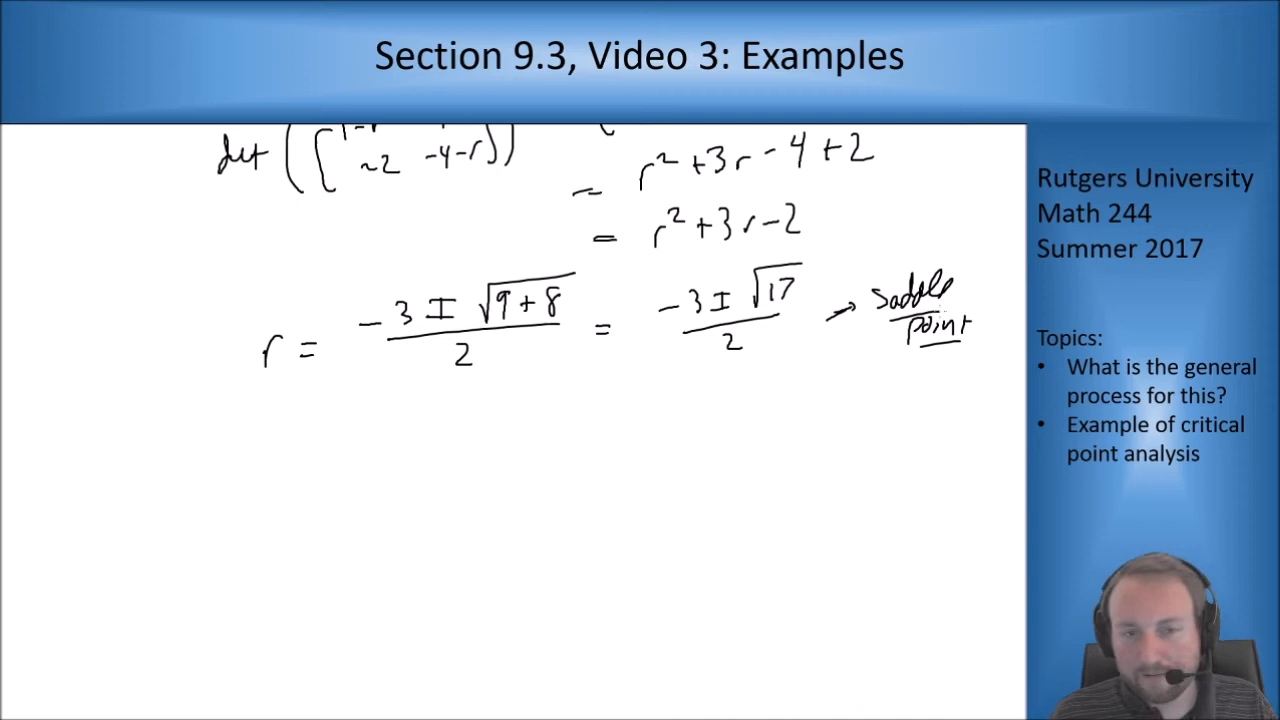 Section 9.3, Video 3: Examples
det ([ 1-r
-2 -4-r ])
= r² + 3r - 4 + 2
= r² + 3r - 2
r = (-3 ± √(9+8))/2 = (-3 ± √17)/2 → Saddle
point
Rutgers University
Math 244
Summer 2017
Topics:
• What is the general
process for this?
• Example of critical
point analysis